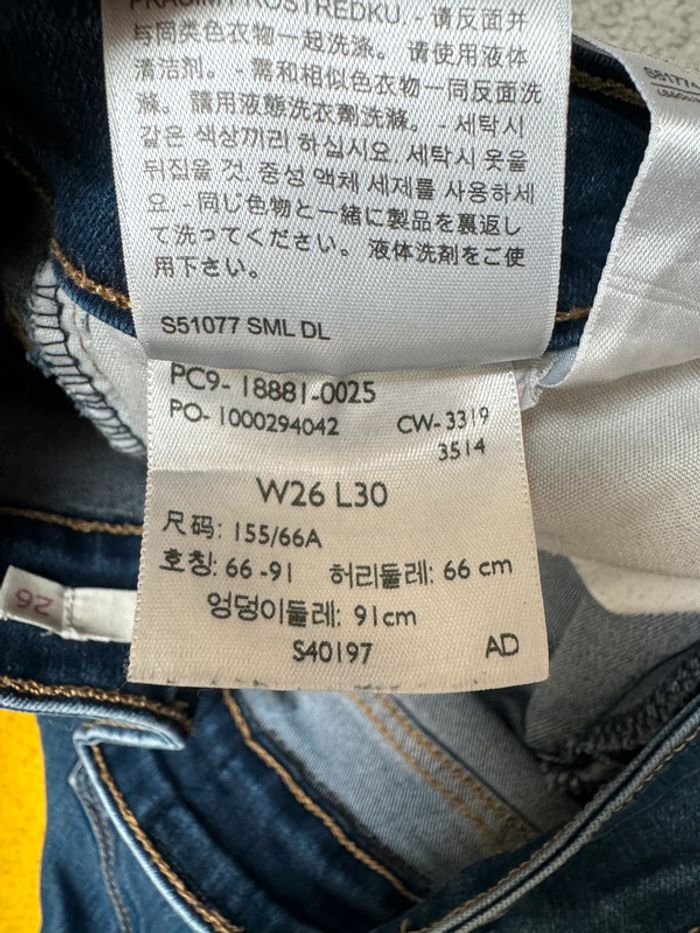 PRACÍM PROSTŘEDKU. - 请反面并
与同类色衣物一起洗涤。 请使用液体
清洁剂。 - 需和相似色衣物一同反面洗
滌。 請用液態洗衣劑洗滌。 - 세탁시
같은 색상끼리 하십시요. 세탁시 옷을
뒤집을 것. 중성 액체 세제를 사용하세
요. - 同じ色物と一緒に製品を裏返し
て洗ってください。 液体洗剤をご使
用下さい。
S51077 SML DL
PC9- 18881-0025
PO- 1000294042 CW- 3319
3514
W26 L30
尺码: 155/66A
호칭: 66 -91 허리둘레: 66 cm
엉덩이둘레: 91cm
S40197 AD
26